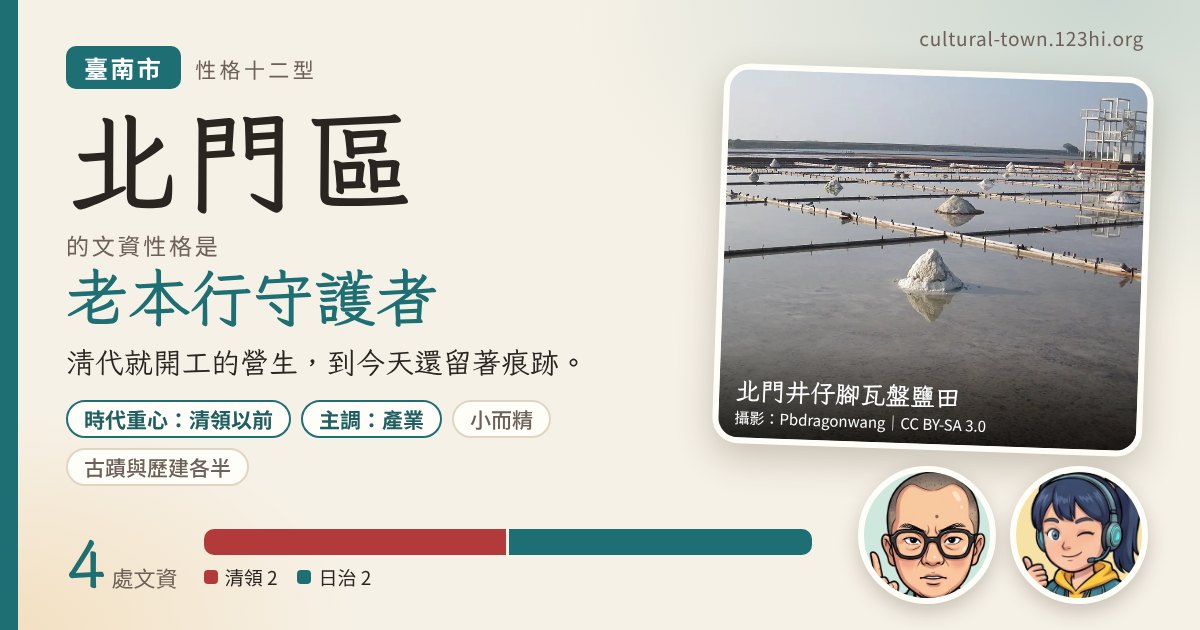 cultural-town.123hi.org
臺南市 性格十二型
北門區
的文資性格是
老本行守護者
清代就開工的營生，到今天還留著痕跡。
時代重心：清領以前 主調：產業 小而精
古蹟與歷建各半
北門井仔腳瓦盤鹽田
攝影：Pbdragonwang｜CC BY-SA 3.0
4 處文資
清領 2 日治 2